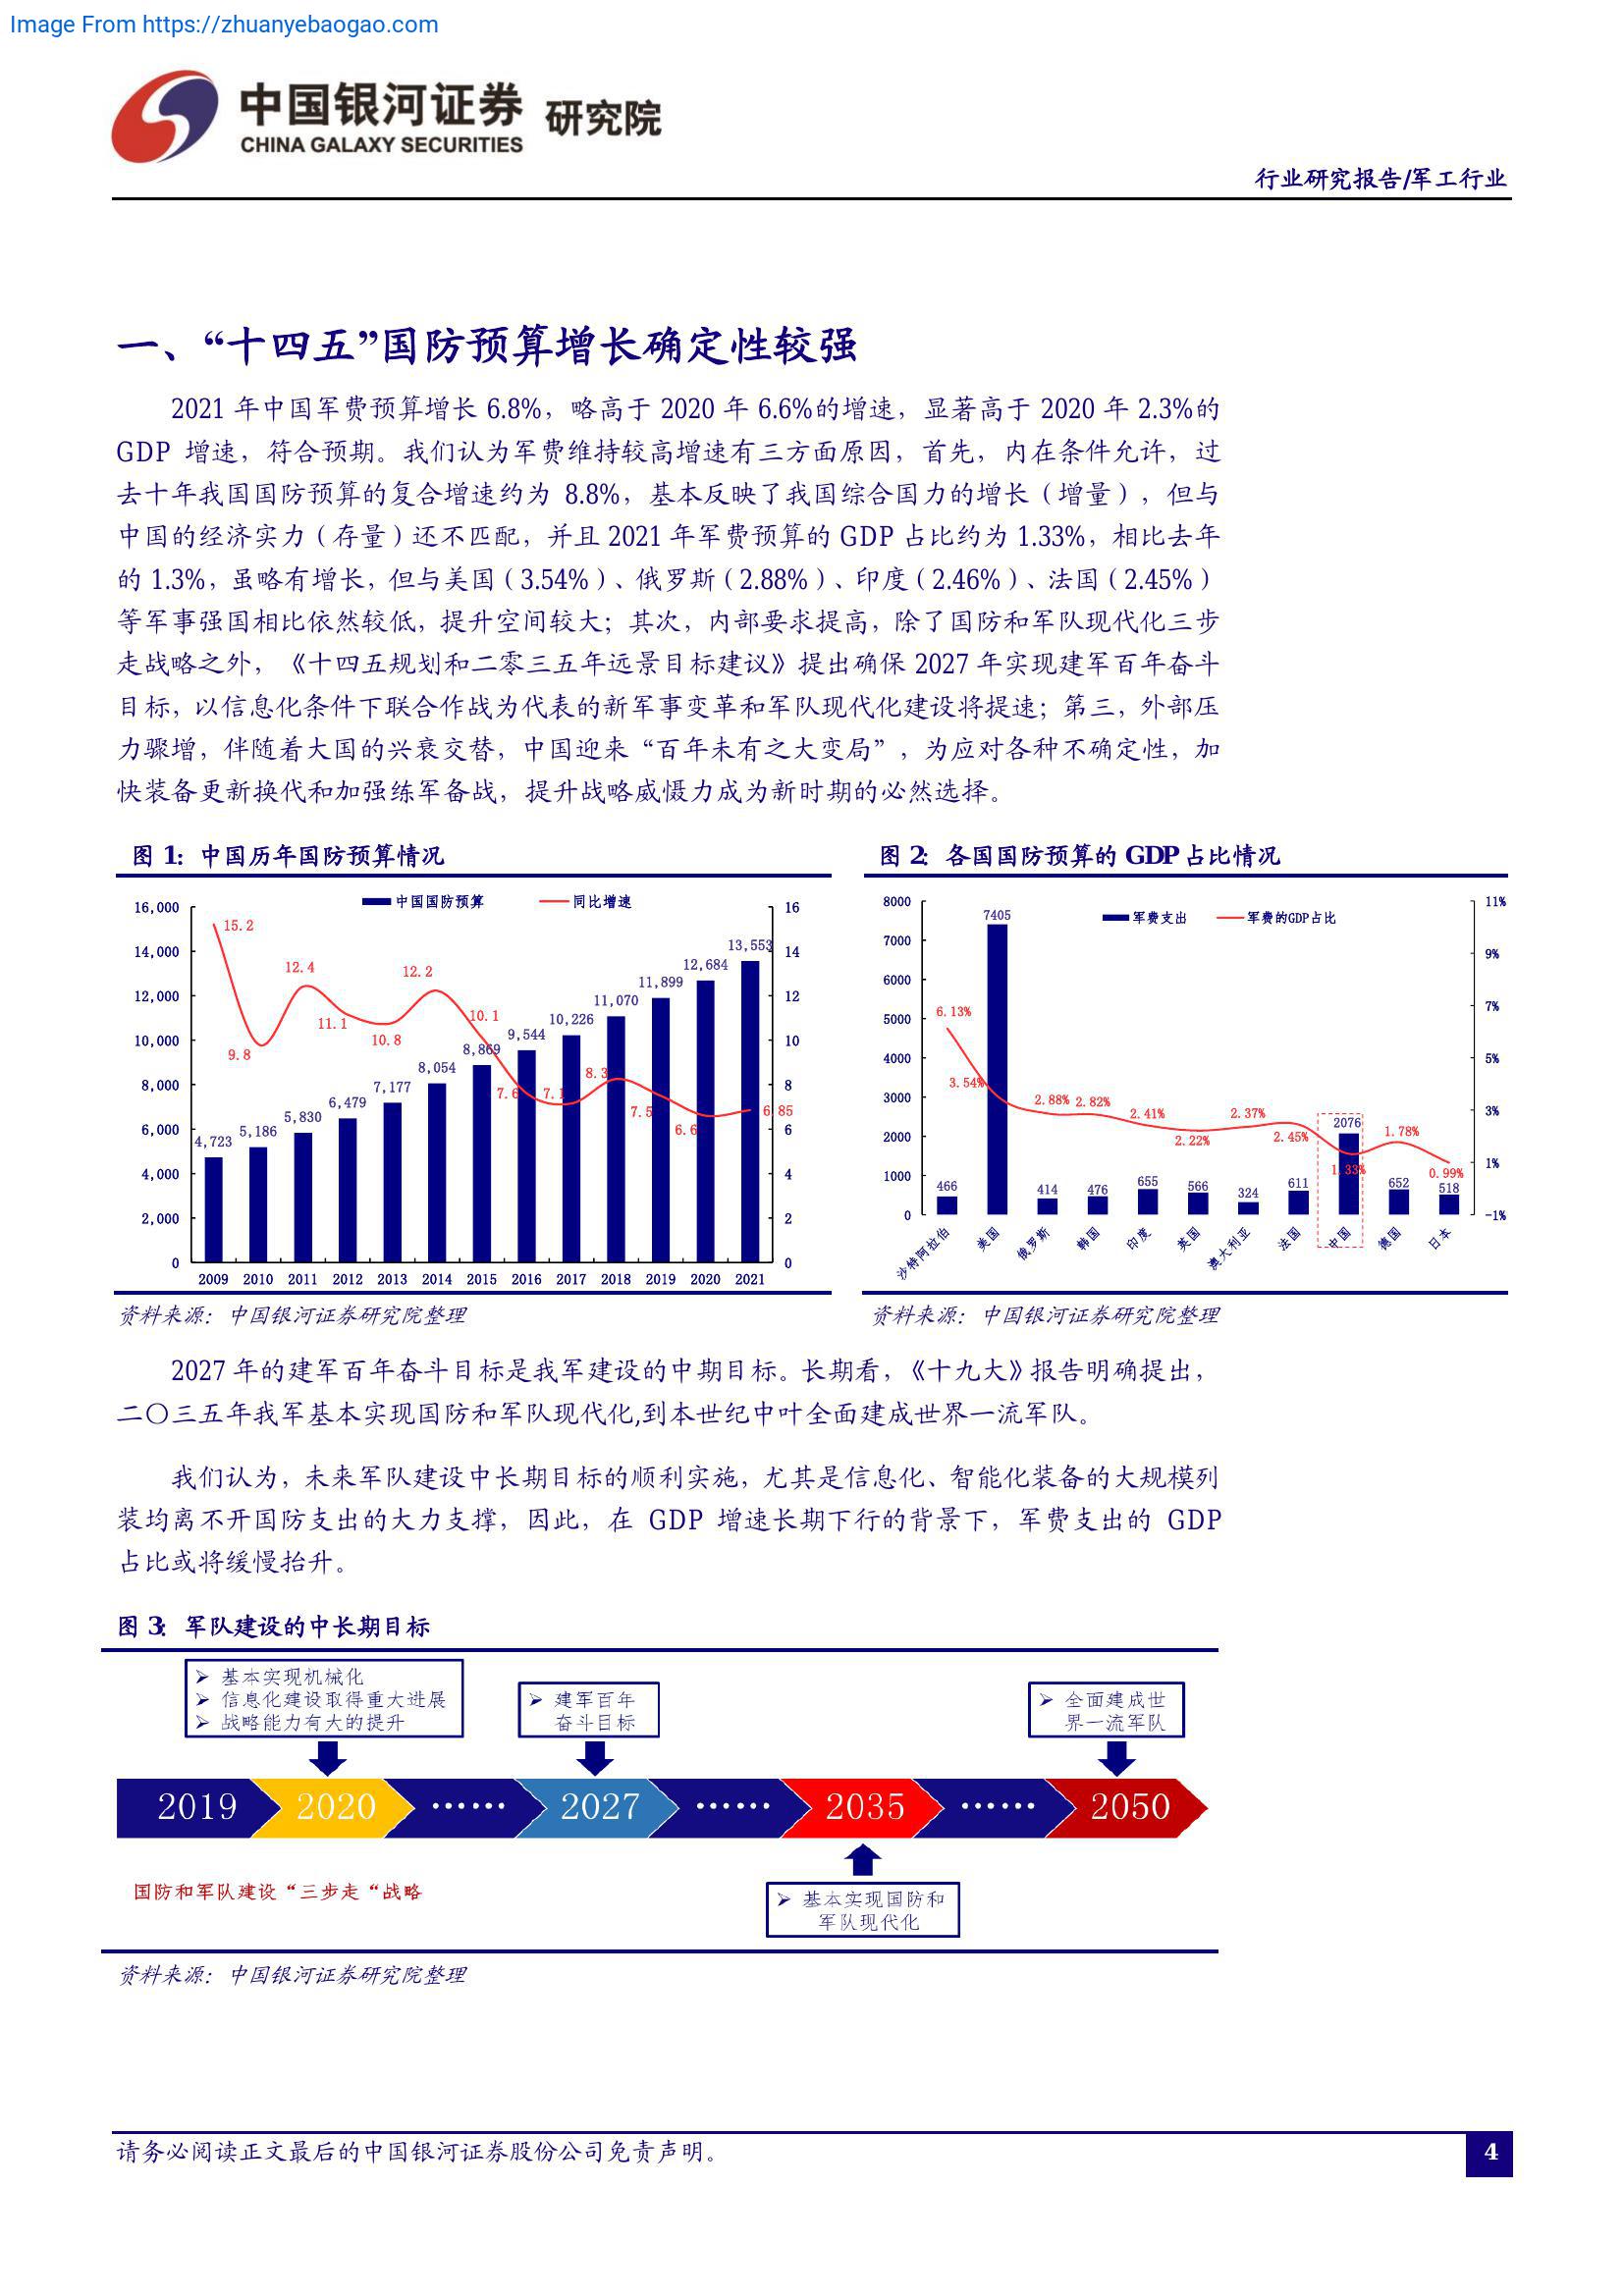 Image From https://zhuanyebaogao.com
中国银河证券 研究院
CHINA GALAXY SECURITIES
行业研究报告/军工行业
一、“十四五”国防预算增长确定性较强
2021 年中国军费预算增长 6.8%，略高于 2020 年 6.6%的增速，显著高于 2020 年 2.3%的
GDP 增速，符合预期。我们认为军费维持较高增速有三方面原因，首先，内在条件允许，过
去十年我国国防预算的复合增速约为 8.8%，基本反映了我国综合国力的增长（增量），但与
中国的经济实力（存量）还不匹配，并且 2021 年军费预算的 GDP 占比约为 1.33%，相比去年
的 1.3%，虽略有增长，但与美国（3.54%）、俄罗斯（2.88%）、印度（2.46%）、法国（2.45%）
等军事强国相比依然较低，提升空间较大；其次，内部要求提高，除了国防和军队现代化三步
走战略之外，《十四五规划和二零三五年远景目标建议》提出确保 2027 年实现建军百年奋斗
目标，以信息化条件下联合作战为代表的新军事变革和军队现代化建设将提速；第三，外部压
力骤增，伴随着大国的兴衰交替，中国迎来“百年未有之大变局”，为应对各种不确定性，加
快装备更新换代和加强练军备战，提升战略威慑力成为新时期的必然选择。
图 1: 中国历年国防预算情况
中国国防预算 同比增速
16,000
14,000
12,000
10,000
8,000
6,000
4,000
2,000
0
16
14
12
10
8
6
4
2
0
15.2
9.8
12.4
11.1
10.8
12.2
10.1
7.6
7.1
8.3
7.5
6.6
6.85
4,723
5,186
5,830
6,479
7,177
8,054
8,869
9,544
10,226
11,070
11,899
12,684
13,553
2009 2010 2011 2012 2013 2014 2015 2016 2017 2018 2019 2020 2021
资料来源：中国银河证券研究院整理
图 2: 各国国防预算的 GDP 占比情况
军费支出 军费的GDP占比
8000
7000
6000
5000
4000
3000
2000
1000
0
11%
9%
7%
5%
3%
1%
-1%
6.13%
3.54%
2.88%
2.82%
2.41%
2.22%
2.37%
2.45%
1.33%
1.78%
0.99%
466
7405
414
476
655
566
324
611
2076
652
518
沙特阿拉伯 美国 俄罗斯 韩国 印度 英国 澳大利亚 法国 中国 德国 日本
资料来源：中国银河证券研究院整理
2027 年的建军百年奋斗目标是我军建设的中期目标。长期看，《十九大》报告明确提出，
二〇三五年我军基本实现国防和军队现代化,到本世纪中叶全面建成世界一流军队。
我们认为，未来军队建设中长期目标的顺利实施，尤其是信息化、智能化装备的大规模列
装均离不开国防支出的大力支撑，因此，在 GDP 增速长期下行的背景下，军费支出的 GDP
占比或将缓慢抬升。
图 3: 军队建设的中长期目标
➢ 基本实现机械化
➢ 信息化建设取得重大进展
➢ 战略能力有大的提升
➢ 建军百年
奋斗目标
➢ 全面建成世
界一流军队
2019 2020 …… 2027 …… 2035 …… 2050
国防和军队建设“三步走“战略
➢ 基本实现国防和
军队现代化
资料来源：中国银河证券研究院整理
请务必阅读正文最后的中国银河证券股份公司免责声明。
4